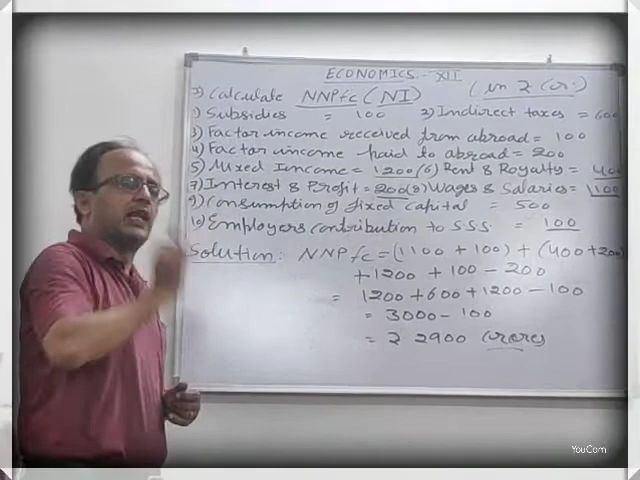 ECONOMICS - XII
7) Calculate NNPfc (NI) (in ₹ Cr.)
1) Subsidies = 100 2) Indirect taxes = 600
3) Factor income received from abroad = 100
4) Factor income paid to abroad = 200
5) Mixed Income = 1200 (6) Rent & Royalty = 400
7) Interest & Profit = 200 (8) Wages & Salaries = 1100
9) Consumption of fixed capital = 500
10) Employers contribution to S.S.S. = 100
Solution: NNPfc = (1100 + 100) + (400 + 200)
+ 1200 + 100 - 200
= 1200 + 600 + 1200 - 100
= 3000 - 100
= ₹ 2900 Crores
YouCam